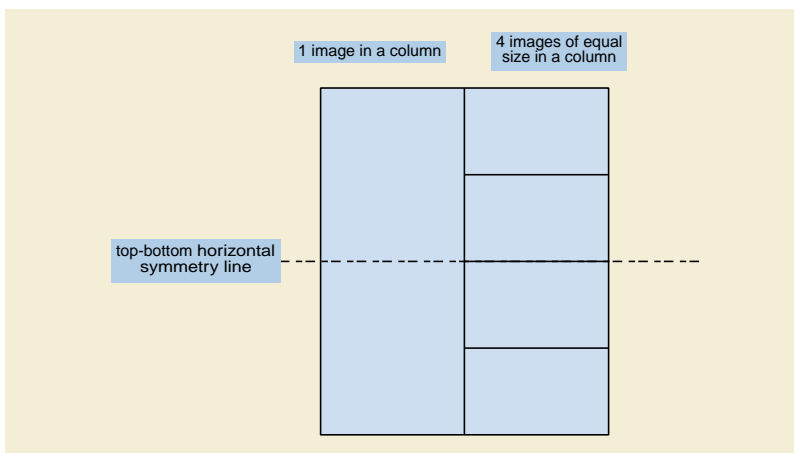 1 image in a column
4 images of equal
size in a column
top-bottom horizontal
symmetry line